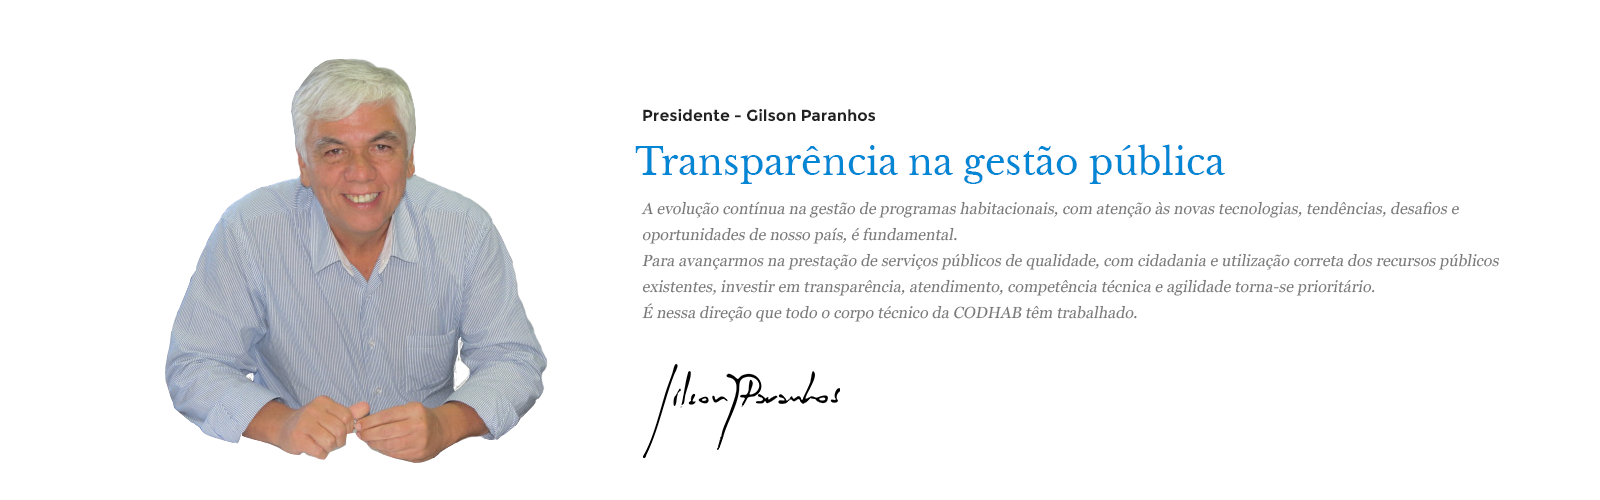 Presidente - Gilson Paranhos
Transparência na gestão pública
A evolução contínua na gestão de programas habitacionais, com atenção às novas tecnologias, tendências, desafios e
oportunidades de nosso país, é fundamental.
Para avançarmos na prestação de serviços públicos de qualidade, com cidadania e utilização correta dos recursos públicos
existentes, investir em transparência, atendimento, competência técnica e agilidade torna-se prioritário.
É nessa direção que todo o corpo técnico da CODHAB têm trabalhado.
Gilson Paranhos